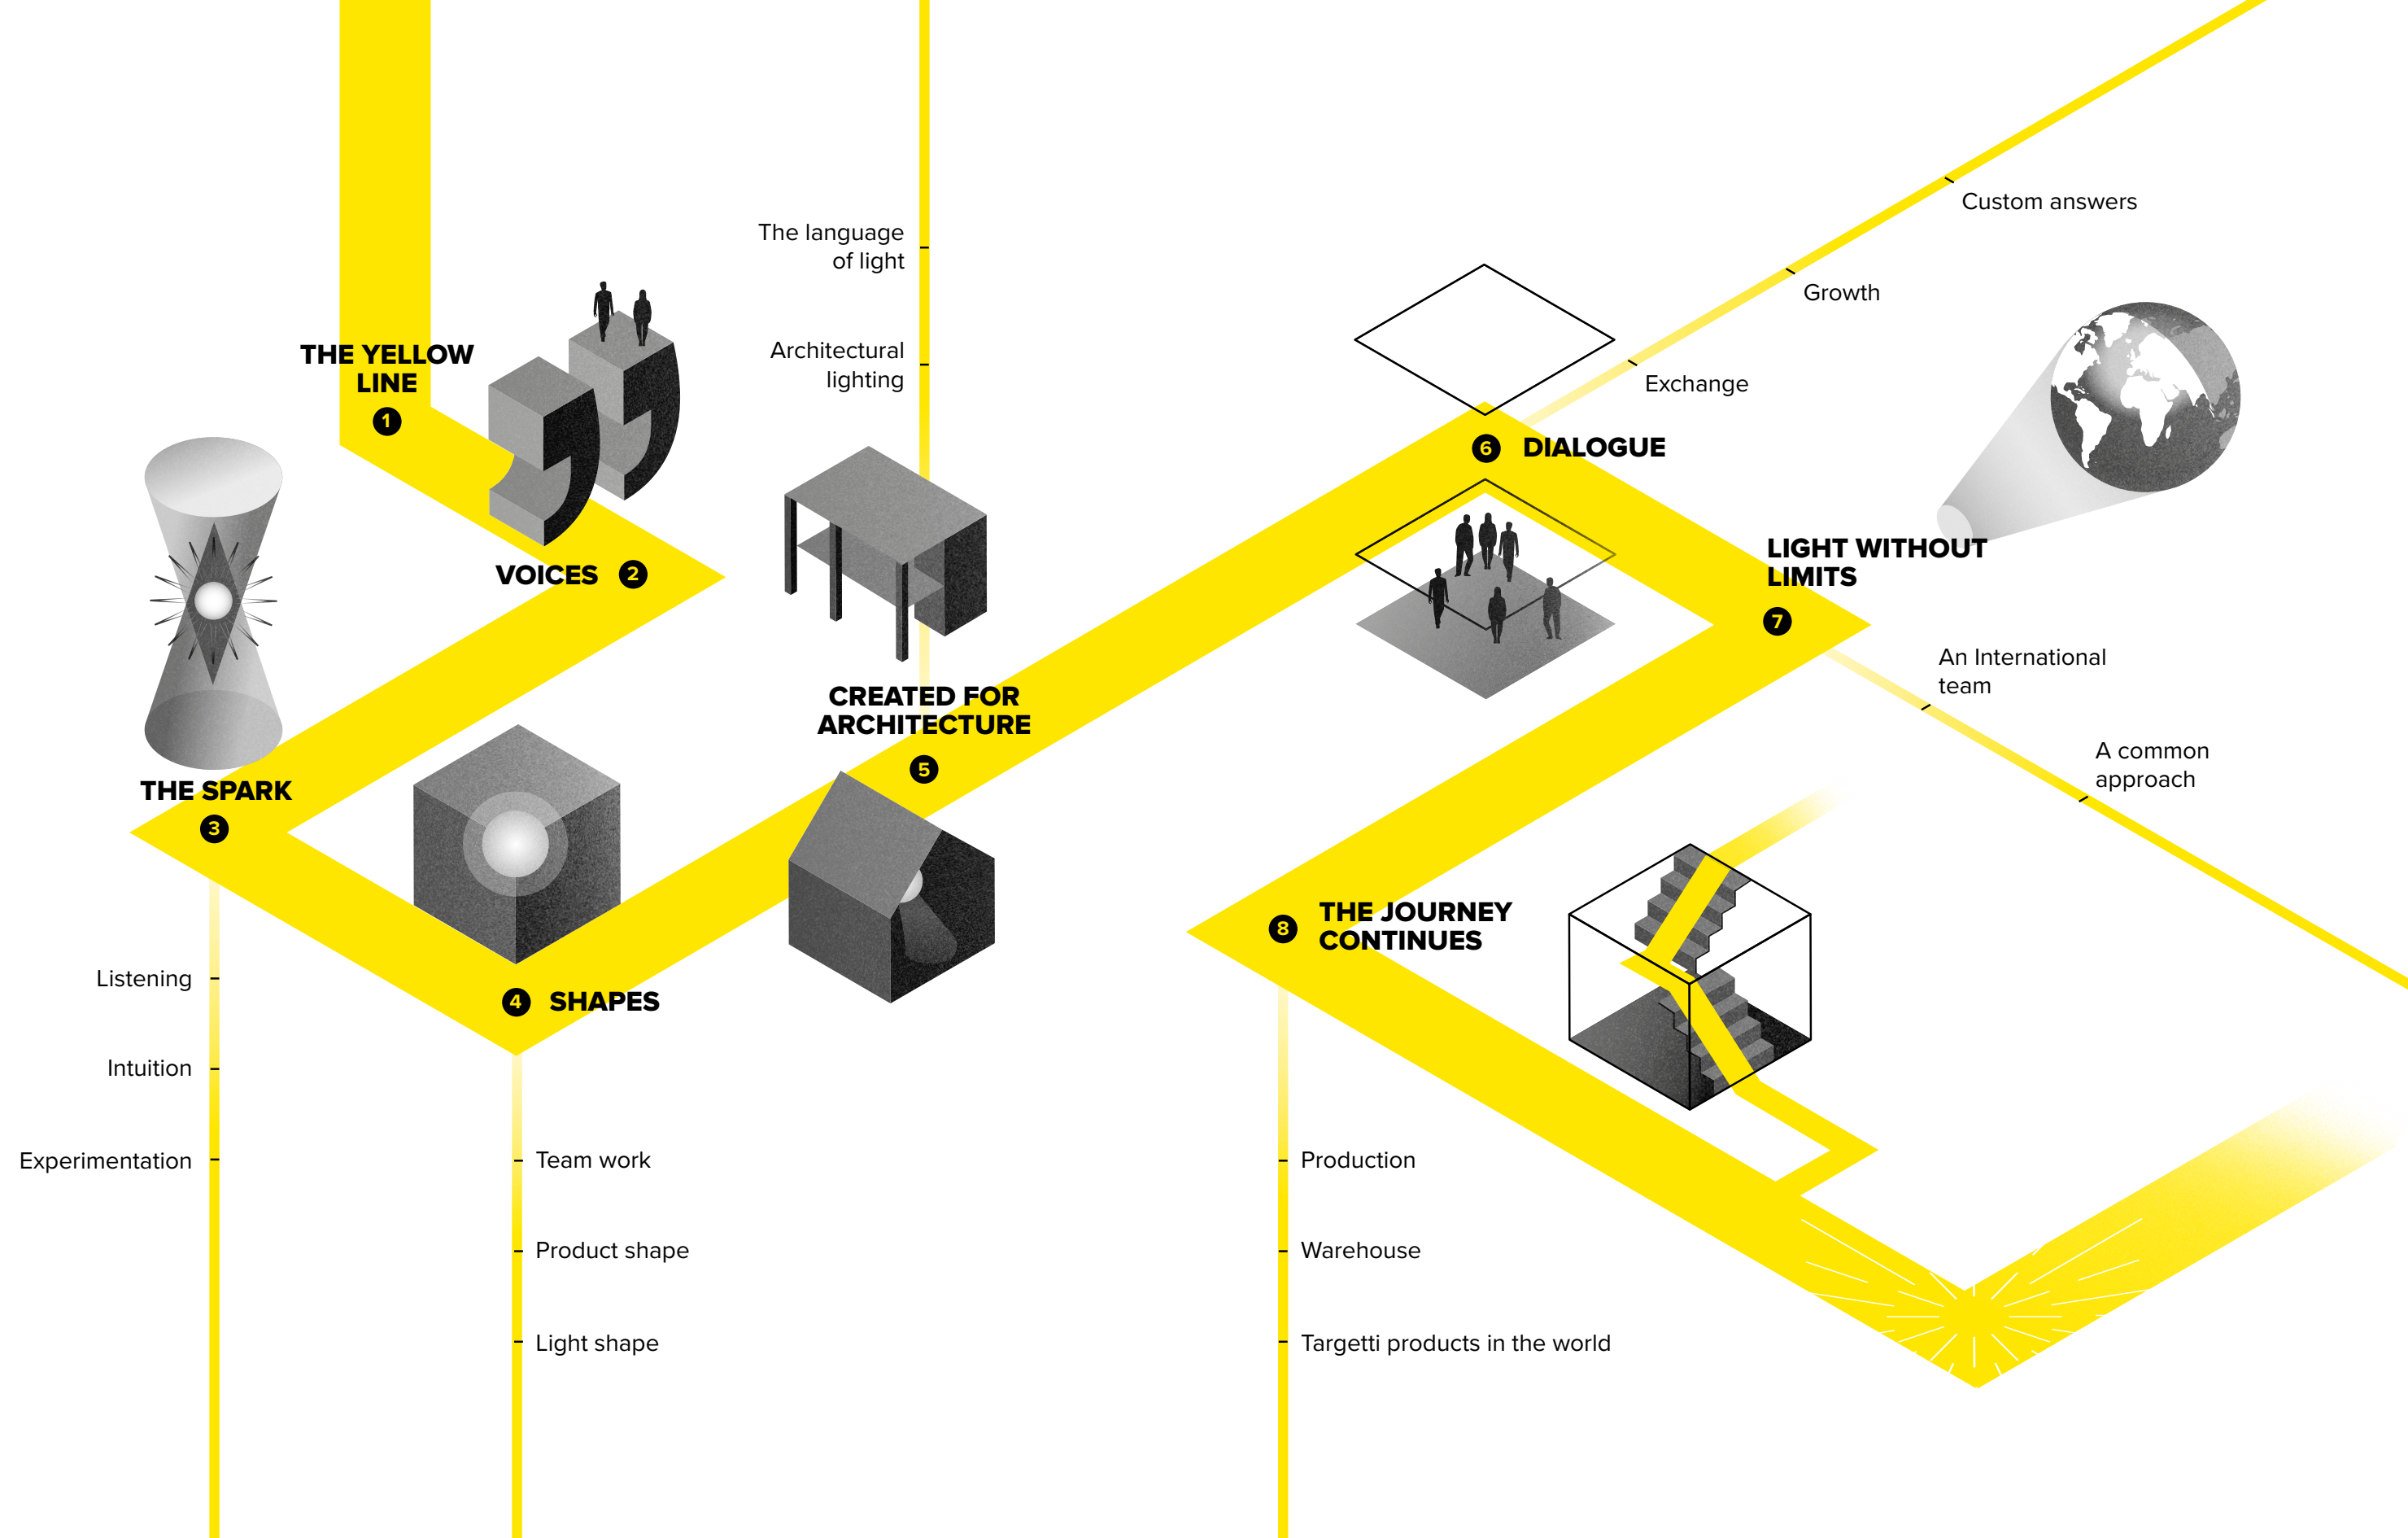 THE YELLOW
LINE
1
VOICES
2
THE SPARK
3
Listening
Intuition
Experimentation
4
SHAPES
Team work
Product shape
Light shape
The language
of light
Architectural
lighting
CREATED FOR
ARCHITECTURE
5
6
DIALOGUE
Exchange
Growth
Custom answers
LIGHT WITHOUT
LIMITS
7
An International
team
A common
approach
8
THE JOURNEY
CONTINUES
Production
Warehouse
Targetti products in the world